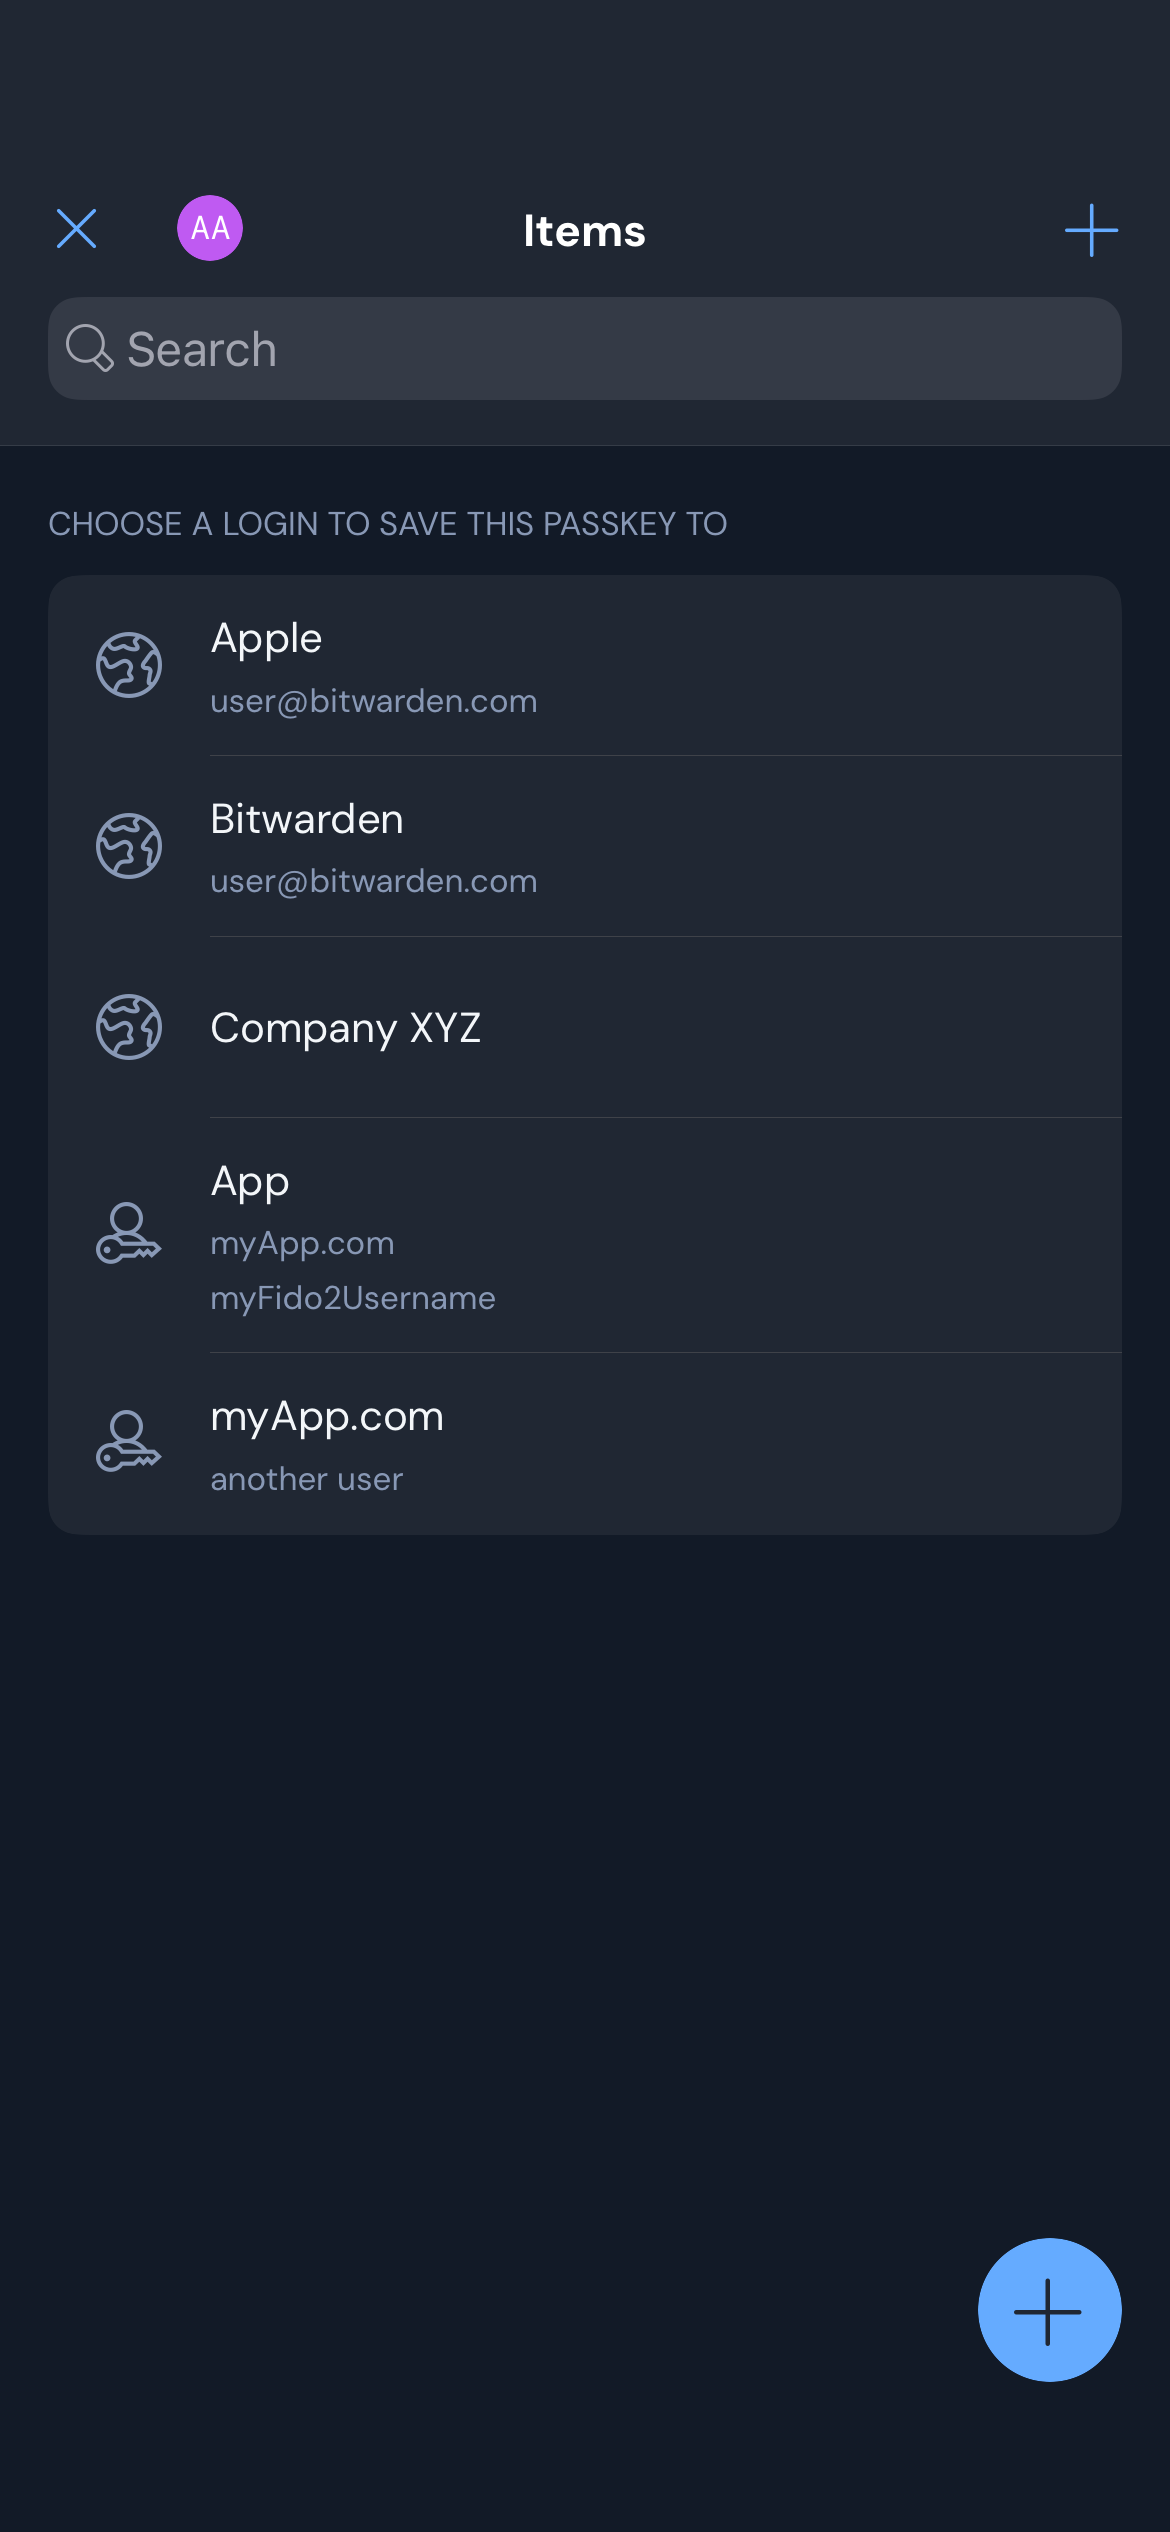 AA
Items
Search
CHOOSE A LOGIN TO SAVE THIS PASSKEY TO
Apple
user@bitwarden.com
Bitwarden
user@bitwarden.com
Company XYZ
App
myApp.com
myFido2Username
myApp.com
another user